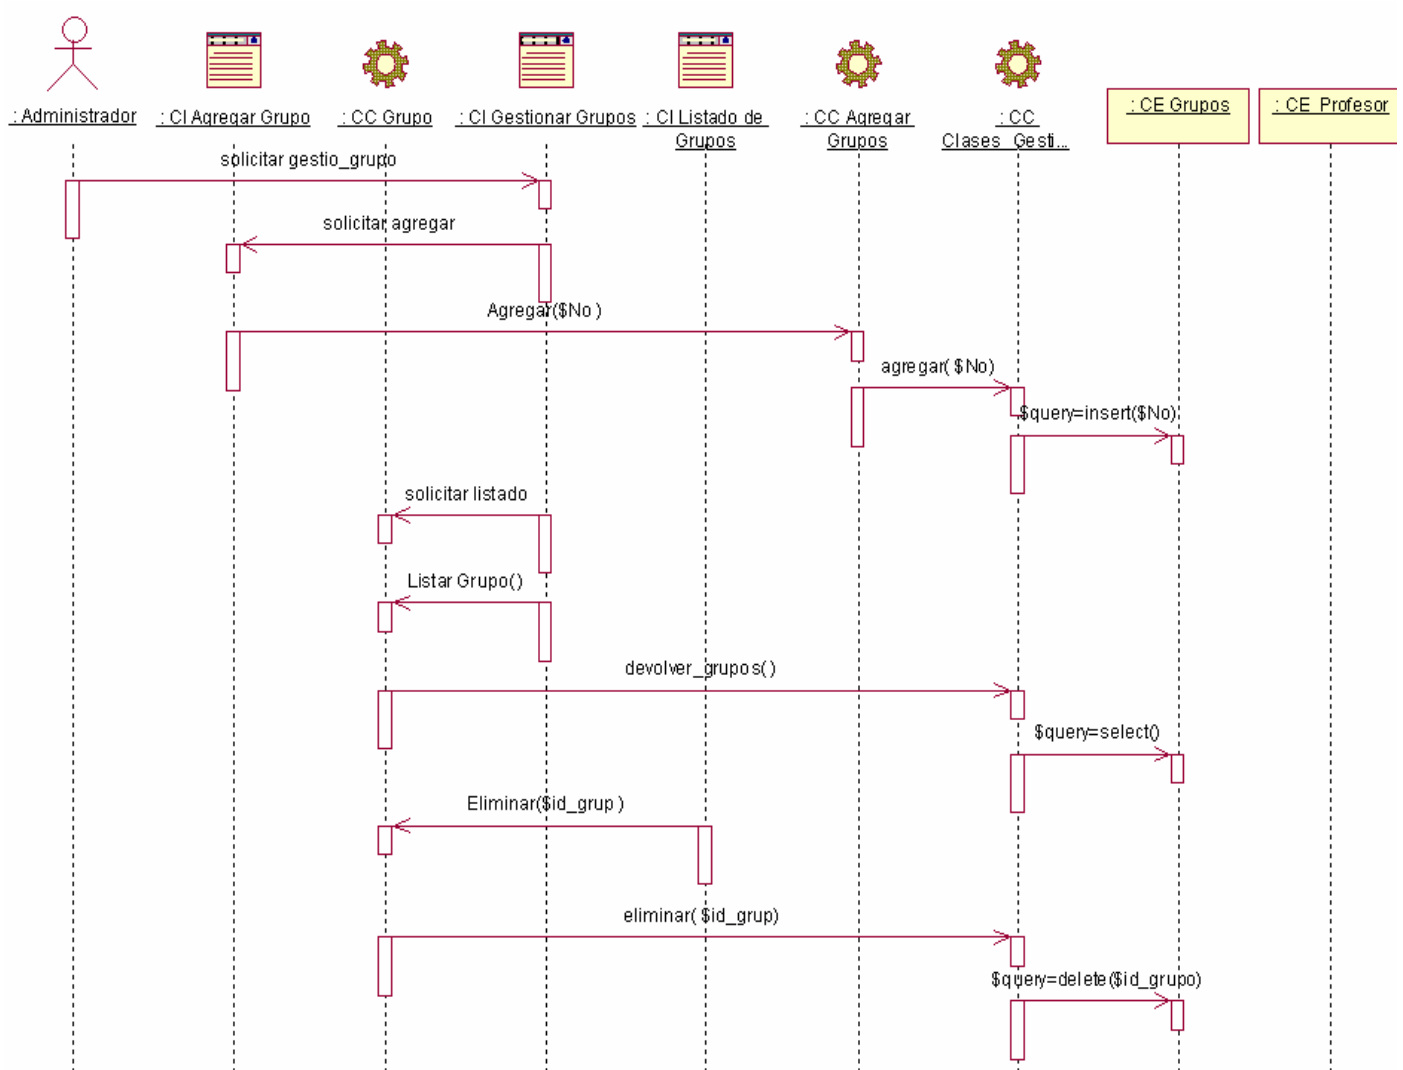 : Administrador
: CI Agregar Grupo
: CC Grupo
: CI Gestionar Grupos
: CI Listado de
Grupos
: CC Agregar
Grupos
: CC
Clases_Gesti...
: CE Grupos
: CE_Profesor
solicitar gestio_grupo
solicitar agregar
Agregar($No )
agregar( $No)
$query=insert($No)
solicitar listado
Listar Grupo()
devolver_grupos( )
$query=select()
Eliminar($id_grup )
eliminar( $id_grup)
$query=delete($id_grupo)